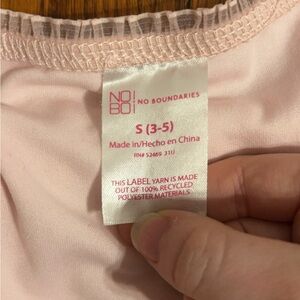 NO!
BO!
NO BOUNDARIES
S (3-5)
Made in/Hecho en China
RN# 52469 31U
THIS LABEL YARN IS MADE
OUT OF 100% RECYCLED
POLYESTER MATERIALS